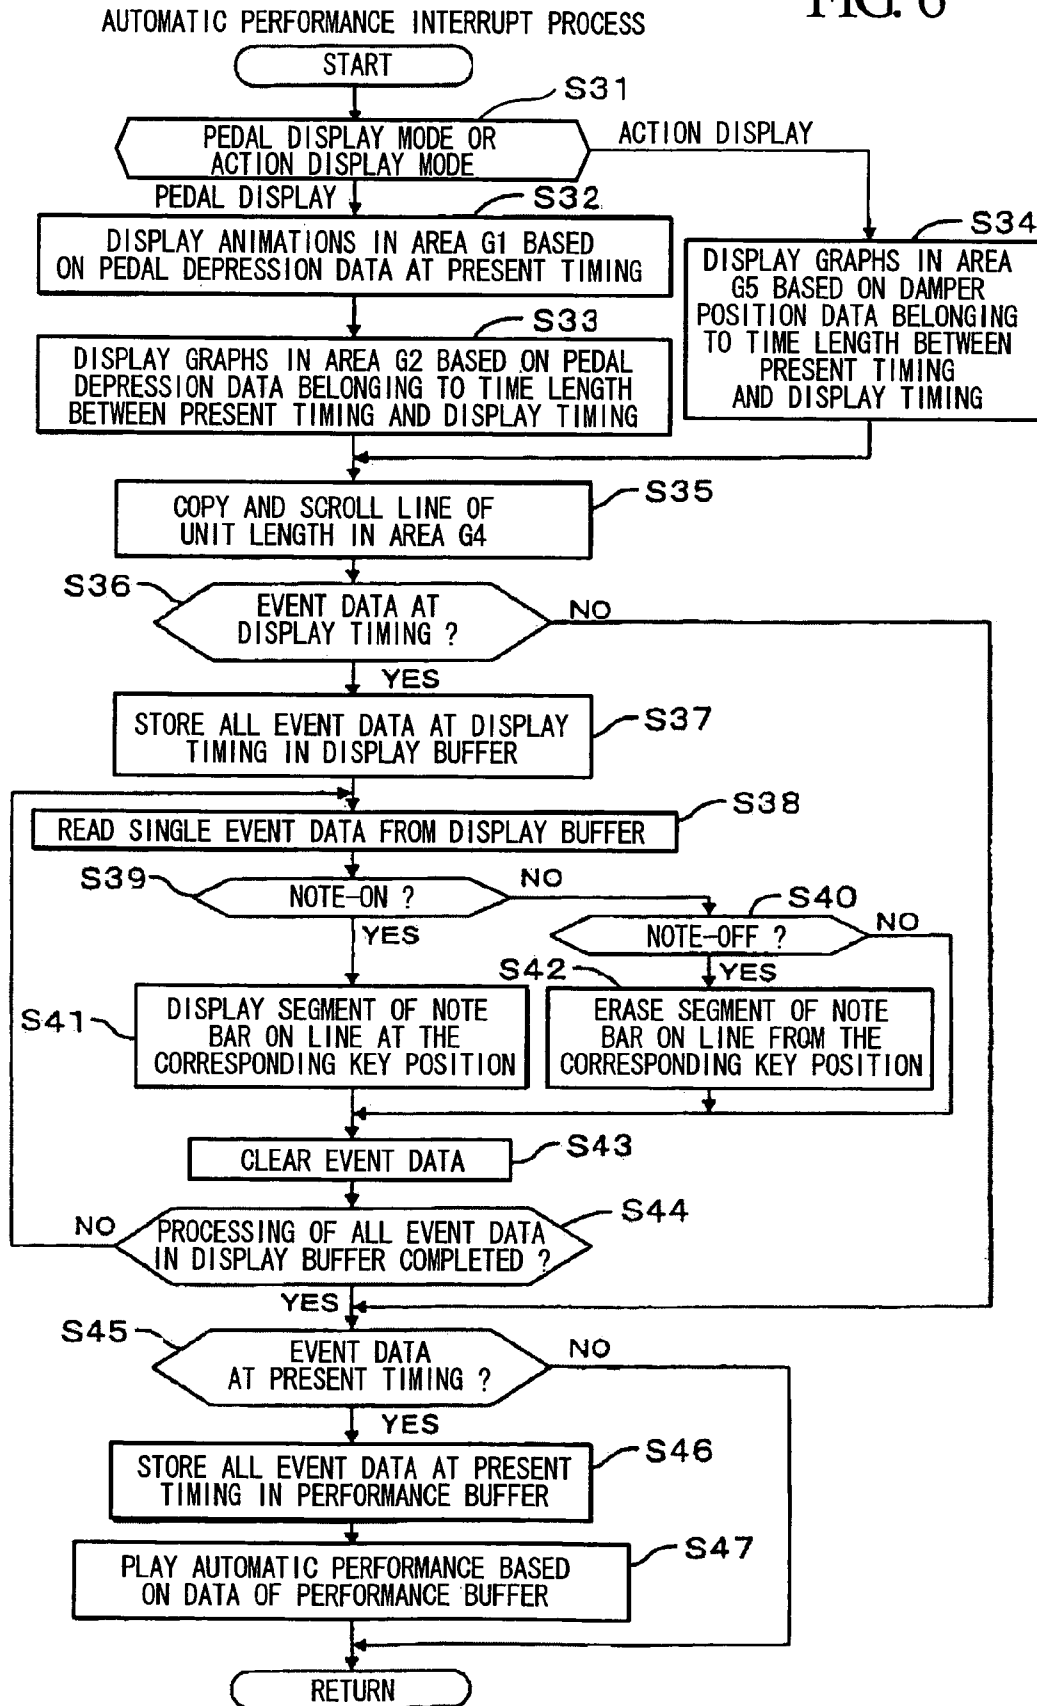 FIG. 6
AUTOMATIC PERFORMANCE INTERRUPT PROCESS
START
S31
PEDAL DISPLAY MODE OR
ACTION DISPLAY MODE
ACTION DISPLAY
PEDAL DISPLAY
S32
DISPLAY ANIMATIONS IN AREA G1 BASED
ON PEDAL DEPRESSION DATA AT PRESENT TIMING
S34
DISPLAY GRAPHS IN AREA
G5 BASED ON DAMPER
POSITION DATA BELONGING
TO TIME LENGTH BETWEEN
PRESENT TIMING
AND DISPLAY TIMING
S33
DISPLAY GRAPHS IN AREA G2 BASED ON PEDAL
DEPRESSION DATA BELONGING TO TIME LENGTH
BETWEEN PRESENT TIMING AND DISPLAY TIMING
S35
COPY AND SCROLL LINE OF
UNIT LENGTH IN AREA G4
S36
EVENT DATA AT
DISPLAY TIMING ?
NO
YES
S37
STORE ALL EVENT DATA AT DISPLAY
TIMING IN DISPLAY BUFFER
S38
READ SINGLE EVENT DATA FROM DISPLAY BUFFER
S39
NOTE-ON ?
NO
YES
S40
NOTE-OFF ?
NO
YES
S41
DISPLAY SEGMENT OF NOTE
BAR ON LINE AT THE
CORRESPONDING KEY POSITION
S42
ERASE SEGMENT OF NOTE
BAR ON LINE FROM THE
CORRESPONDING KEY POSITION
S43
CLEAR EVENT DATA
S44
NO
PROCESSING OF ALL EVENT DATA
IN DISPLAY BUFFER COMPLETED ?
YES
S45
EVENT DATA
AT PRESENT TIMING ?
NO
YES
S46
STORE ALL EVENT DATA AT PRESENT
TIMING IN PERFORMANCE BUFFER
S47
PLAY AUTOMATIC PERFORMANCE BASED
ON DATA OF PERFORMANCE BUFFER
RETURN